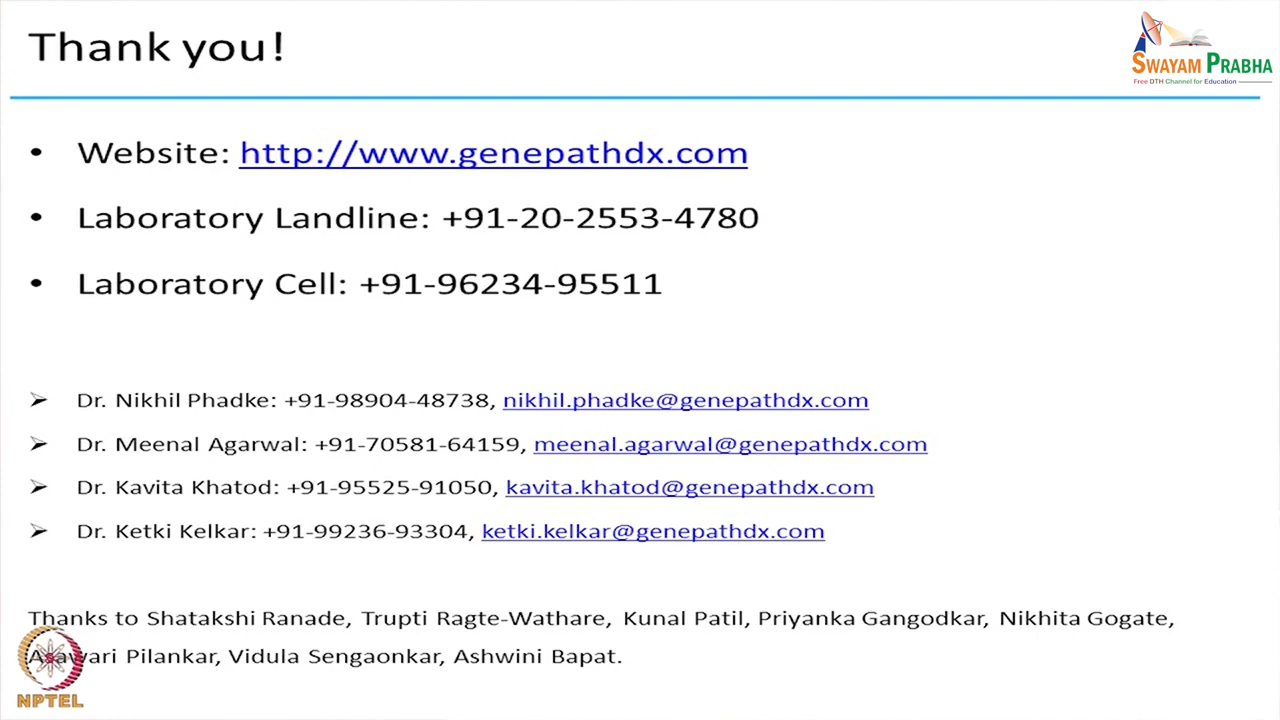 Thank you!
SWAYAM PRABHA
Free DTH Channel for Education
• Website: http://www.genepathdx.com
• Laboratory Landline: +91-20-2553-4780
• Laboratory Cell: +91-96234-95511
➢ Dr. Nikhil Phadke: +91-98904-48738, nikhil.phadke@genepathdx.com
➢ Dr. Meenal Agarwal: +91-70581-64159, meenal.agarwal@genepathdx.com
➢ Dr. Kavita Khatod: +91-95525-91050, kavita.khatod@genepathdx.com
➢ Dr. Ketki Kelkar: +91-99236-93304, ketki.kelkar@genepathdx.com
Thanks to Shatakshi Ranade, Trupti Ragte-Wathare, Kunal Patil, Priyanka Gangodkar, Nikhita Gogate,
Pilankar, Vidula Sengaonkar, Ashwini Bapat.
NPTEL